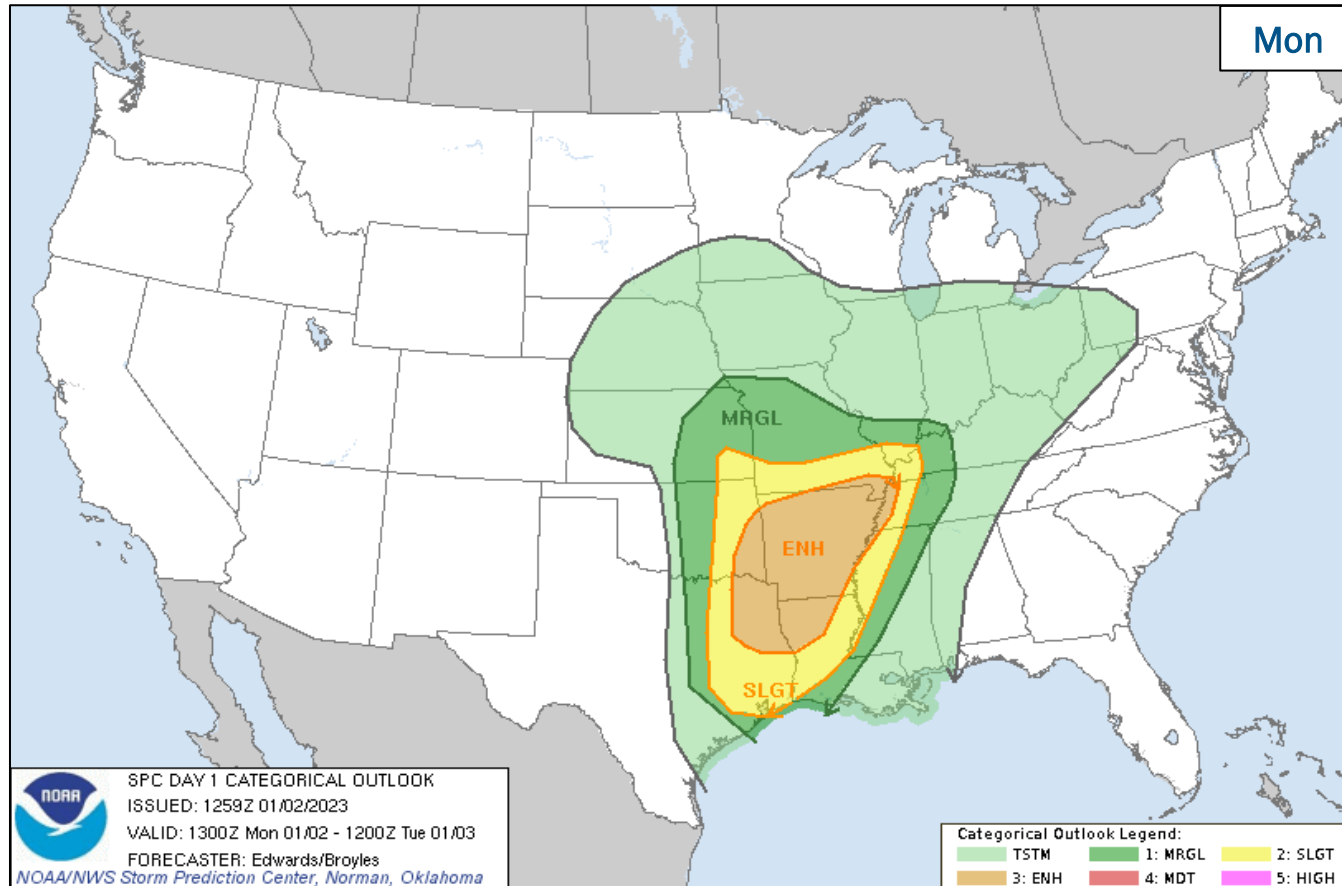 Mon
MRGL
ENH
SLGT
NOAA
SPC DAY 1 CATEGORICAL OUTLOOK
ISSUED: 1259Z 01/02/2023
VALID: 1300Z Mon 01/02 - 1200Z Tue 01/03
FORECASTER: Edwards/Broyles
NOAA/NWS Storm Prediction Center, Norman, Oklahoma
Categorical Outlook Legend:
TSTM 1: MRGL 2: SLGT
3: ENH 4: MDT 5: HIGH